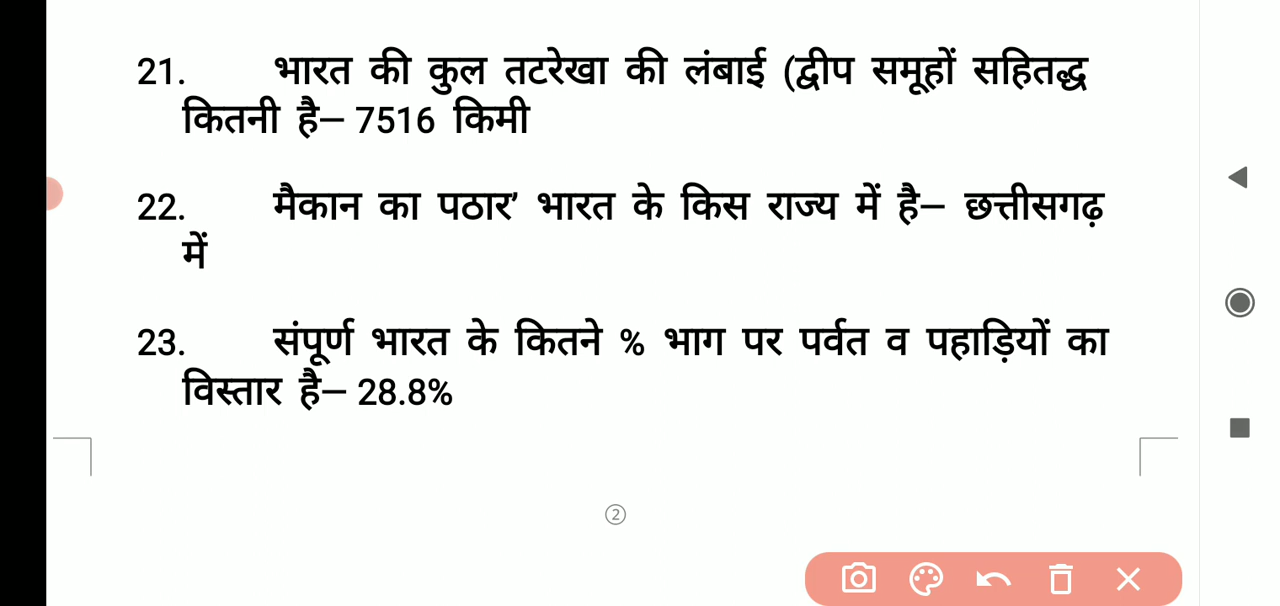 21. भारत की कुल तटरेखा की लंबाई (द्वीप समूहों सहितद्ध
कितनी है– 7516 किमी
22. मैकान का पठार’ भारत के किस राज्य में है– छत्तीसगढ़
में
23. संपूर्ण भारत के कितने % भाग पर पर्वत व पहाड़ियों का
विस्तार है– 28.8%
②